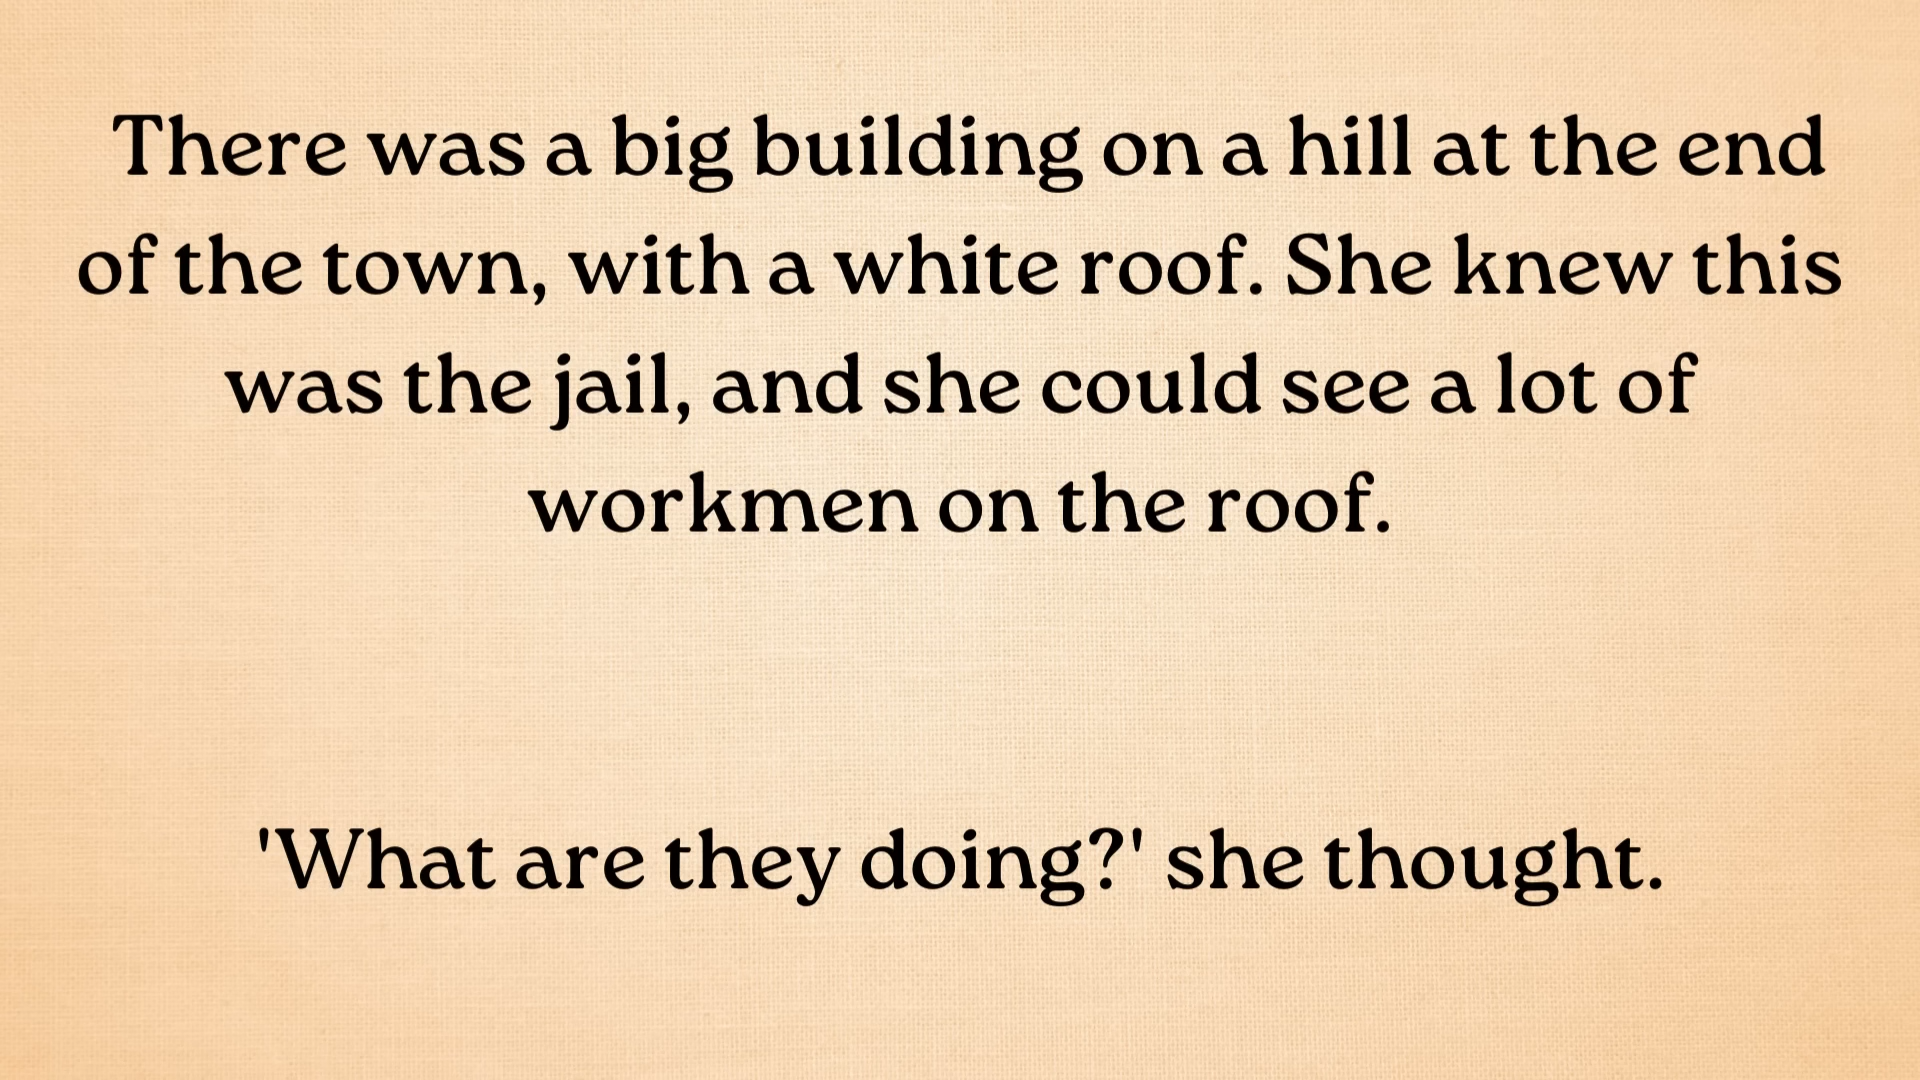 There was a big building on a hill at the end
of the town, with a white roof. She knew this
was the jail, and she could see a lot of
workmen on the roof.
'What are they doing?' she thought.